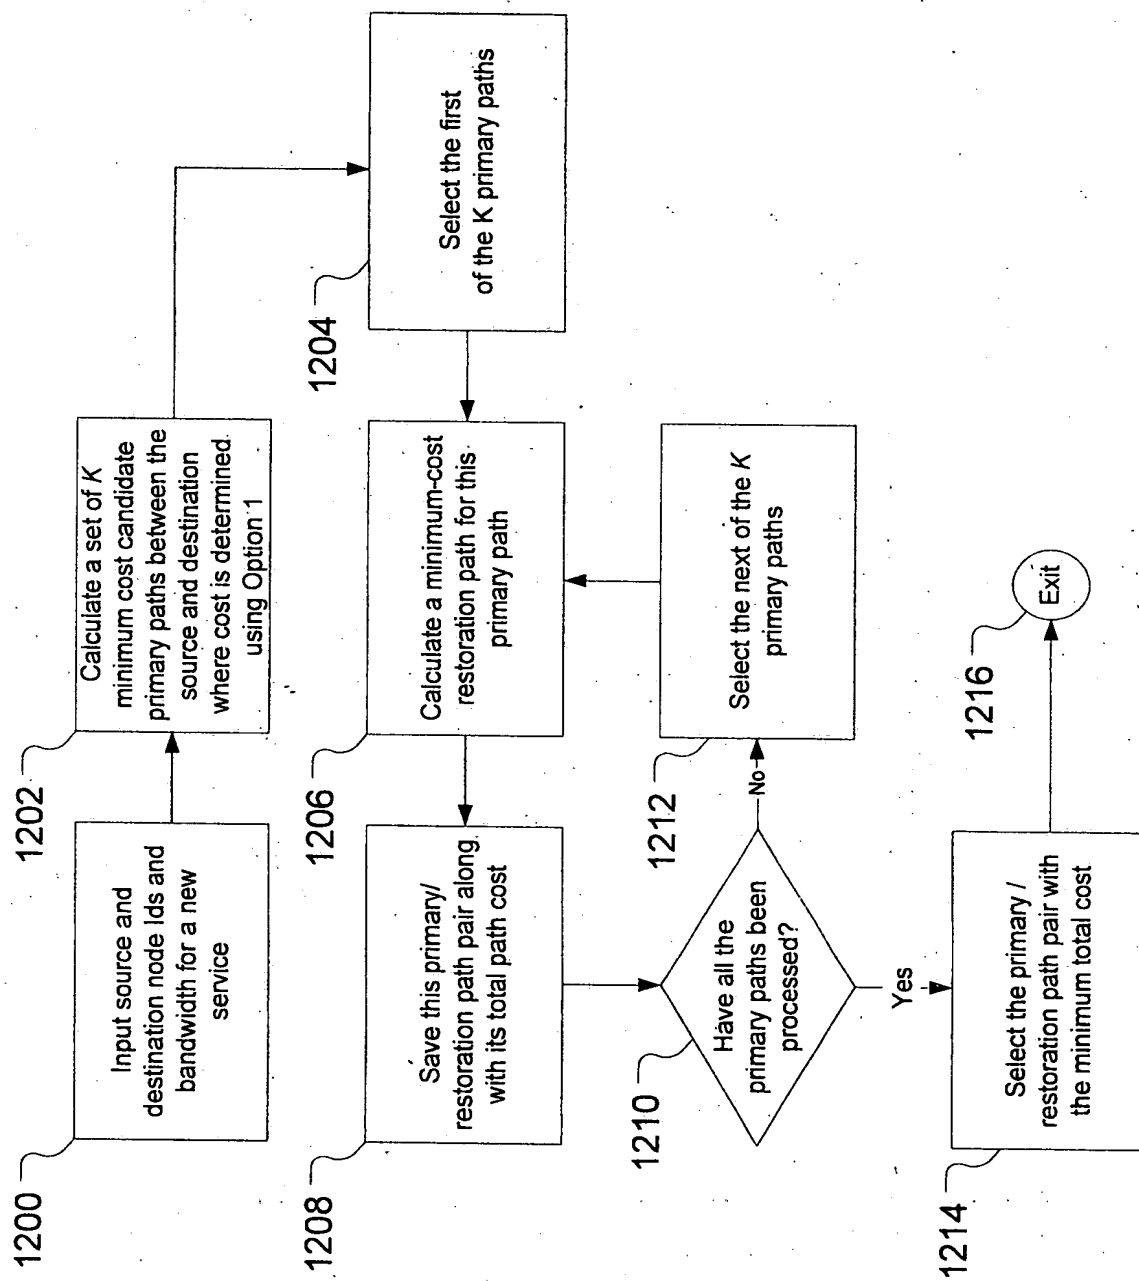 1200
Input source and
destination node Ids and
bandwidth for a new
service
1202
Calculate a set of K
minimum cost candidate
primary paths between the
source and destination
where cost is determined
using Option 1
1204
Select the first
of the K primary paths
1206
Calculate a minimum-cost
restoration path for this
primary path
1208
Save this primary/
restoration path pair along
with its total path cost
1210
Have all the
primary paths been
processed?
No
1212
Select the next of the K
primary paths
Yes
1214
Select the primary /
restoration path pair with
the minimum total cost
1216
Exit